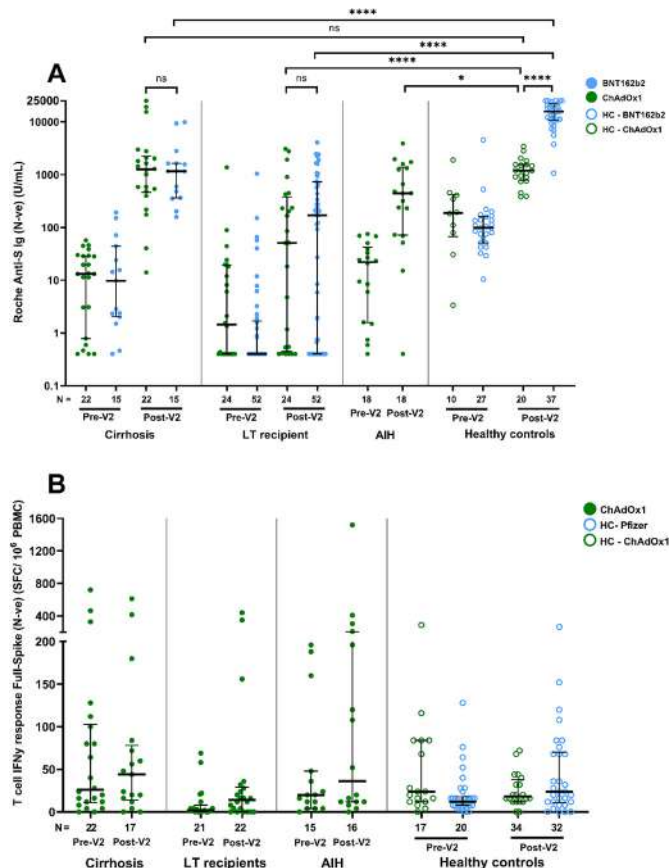 ****
ns
****
****
A
ns
ns
*
****
BNT162b2
ChAdOx1
HC - BNT162b2
HC - ChAdOx1
Roche Anti-S Ig (N-ve) (U/mL)
25000
10000
1000
100
10
1
0.1
N = 22 15 22 15 24 52 24 52 18 18 10 27 20 37
Pre-V2 Post-V2 Pre-V2 Post-V2 Pre-V2 Post-V2 Pre-V2 Post-V2
Cirrhosis LT recipient AIH Healthy controls
B
ChAdOx1
HC- Pfizer
HC - ChAdOx1
T cell IFNy response Full-Spike (N-ve) (SFC/ 10⁶ PBMC)
1600
1200
800
400
200
150
100
50
0
N = 22 17 21 22 15 16 17 20 34 32
Pre-V2 Post-V2 Pre-V2 Post-V2 Pre-V2 Post-V2 Pre-V2 Post-V2
Cirrhosis LT recipients AIH Healthy controls